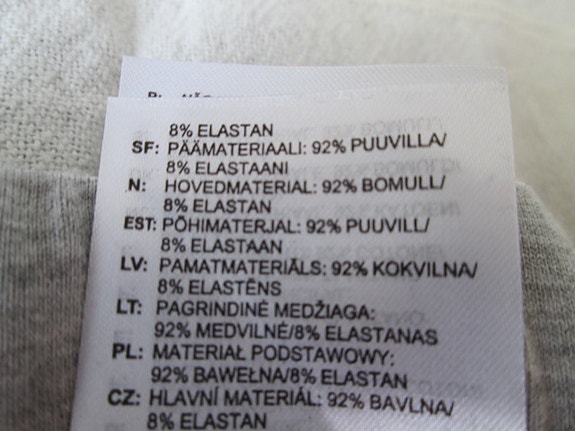 8% ELASTAN
SF: PÄÄMATERIAALI: 92% PUUVILLA/
8% ELASTAANI
N: HOVEDMATERIAL: 92% BOMULL/
8% ELASTAN
EST: PÕHIMATERJAL: 92% PUUVILL/
8% ELASTAAN
LV: PAMATMATERIĀLS: 92% KOKVILNA/
8% ELASTĒNS
LT: PAGRINDINĖ MEDŽIAGA:
92% MEDVILNĖ/8% ELASTANAS
PL: MATERIAŁ PODSTAWOWY:
92% BAWEŁNA/8% ELASTAN
CZ: HLAVNÍ MATERIÁL: 92% BAVLNA/
8% ELASTAN